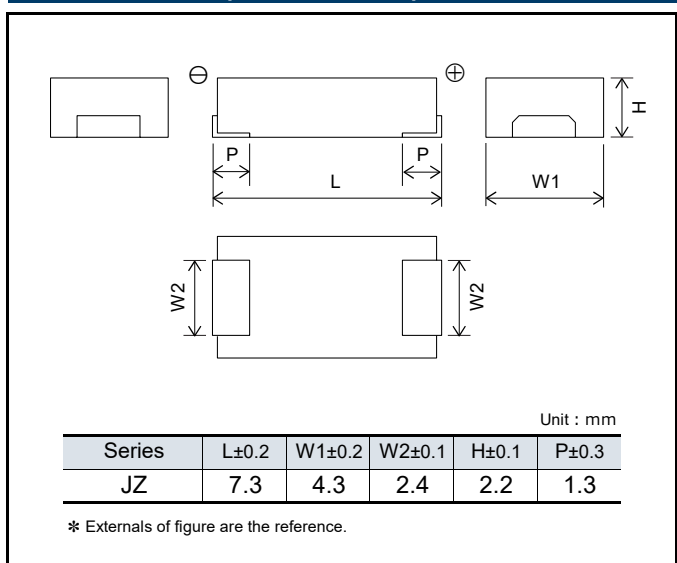 ⊖ ⊕
H
P P
L W1
W2 W2
Unit：mm
Series L±0.2 W1±0.2 W2±0.1 H±0.1 P±0.3
JZ 7.3 4.3 2.4 2.2 1.3
✻ Externals of figure are the reference.